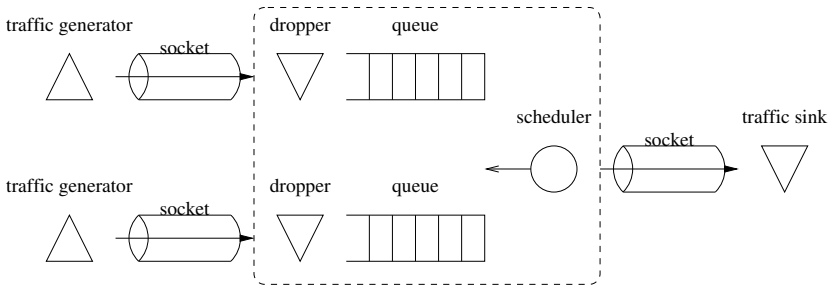 traffic generator
socket
dropper
queue
scheduler
socket
traffic sink
traffic generator
socket
dropper
queue